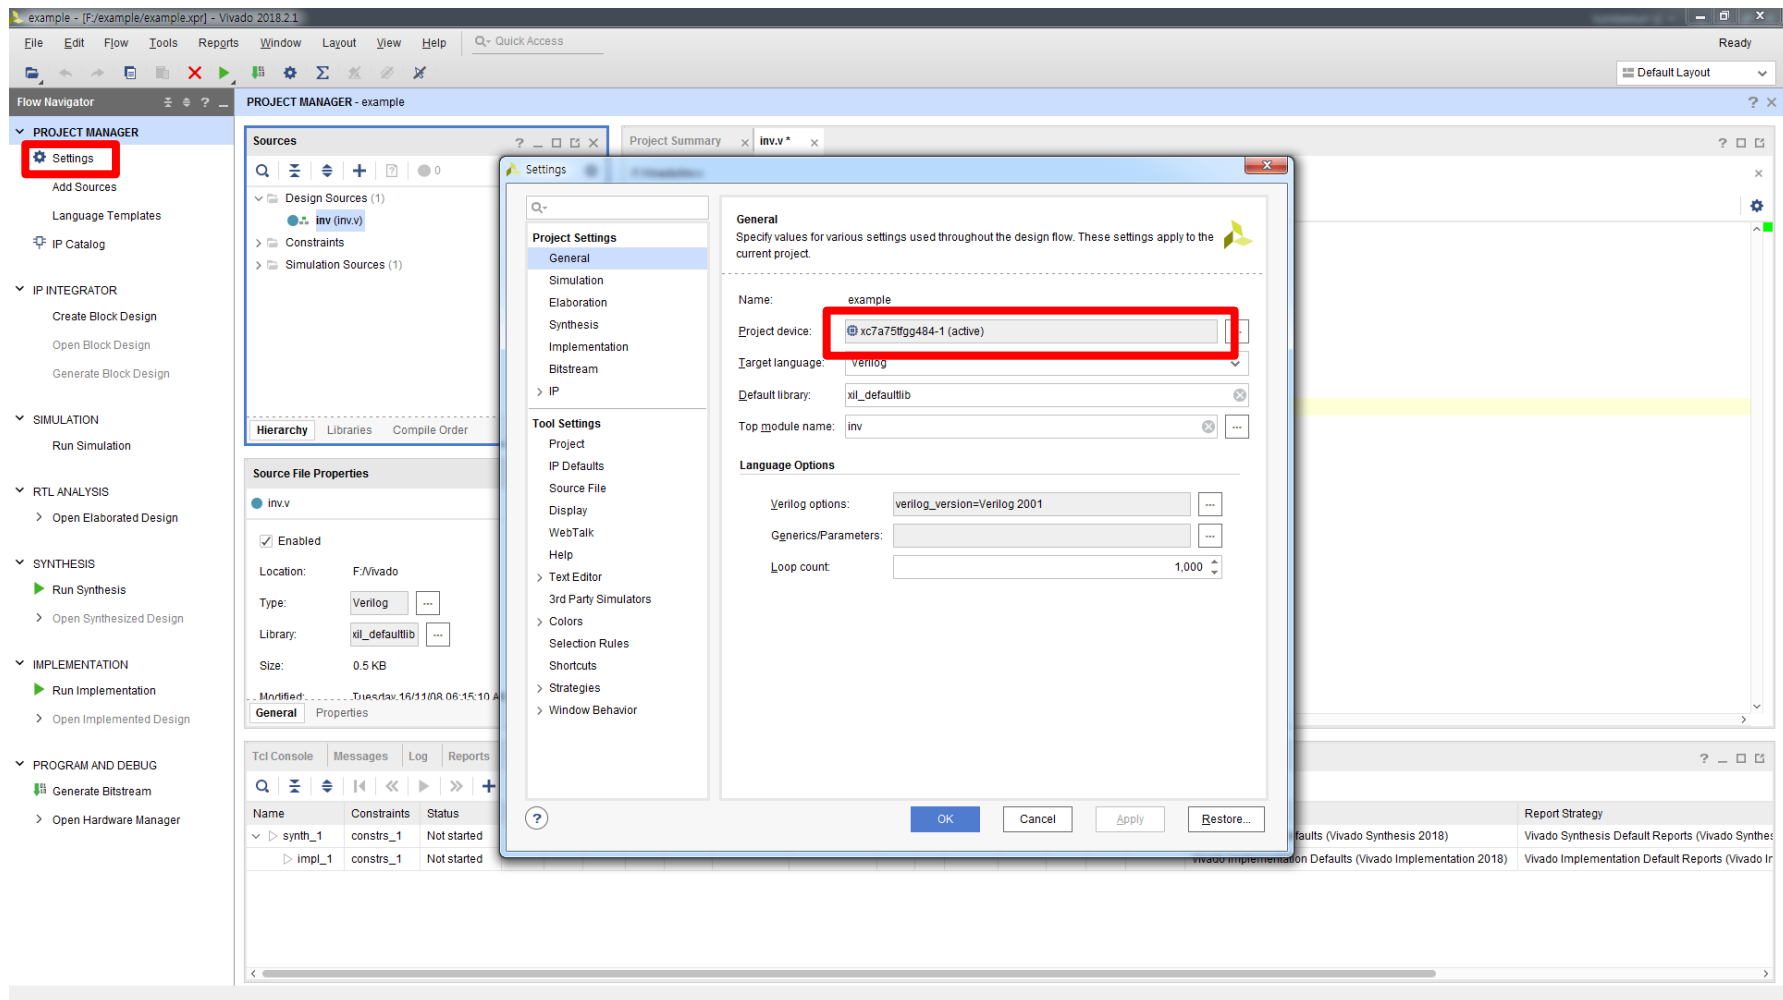 example - [F:/example/example.xpr] - Vivado 2018.2.1
File Edit Flow Tools Reports Window Layout View Help Quick Access Ready
Default Layout
Flow Navigator
PROJECT MANAGER - example
PROJECT MANAGER
Settings
Add Sources
Language Templates
IP Catalog
IP INTEGRATOR
Create Block Design
Open Block Design
Generate Block Design
SIMULATION
Run Simulation
RTL ANALYSIS
Open Elaborated Design
SYNTHESIS
Run Synthesis
Open Synthesized Design
IMPLEMENTATION
Run Implementation
Open Implemented Design
PROGRAM AND DEBUG
Generate Bitstream
Open Hardware Manager
Sources
0
Design Sources (1)
inv (inv.v)
Constraints
Simulation Sources (1)
Hierarchy Libraries Compile Order
Source File Properties
inv.v
Enabled
Location: F:/Vivado
Type: Verilog
Library: xil_defaultlib
Size: 0.5 KB
Modified: Tuesday 16/11/08 06:15:10 A
General Properties
Project Summary inv.v *
Settings
Project Settings
General
Simulation
Elaboration
Synthesis
Implementation
Bitstream
IP
Tool Settings
Project
IP Defaults
Source File
Display
WebTalk
Help
Text Editor
3rd Party Simulators
Colors
Selection Rules
Shortcuts
Strategies
Window Behavior
General
Specify values for various settings used throughout the design flow. These settings apply to the
current project.
Name: example
Project device: xc7a75tfgg484-1 (active)
Target language: Verilog
Default library: xil_defaultlib
Top module name: inv
Language Options
Verilog options: verilog_version=Verilog 2001
Generics/Parameters:
Loop count: 1,000
OK Cancel Apply Restore...
Tcl Console Messages Log Reports
Name Constraints Status Report Strategy
synth_1 constrs_1 Not started faults (Vivado Synthesis 2018) Vivado Synthesis Default Reports (Vivado Synthes
impl_1 constrs_1 Not started Vivado Implementation Defaults (Vivado Implementation 2018) Vivado Implementation Default Reports (Vivado In